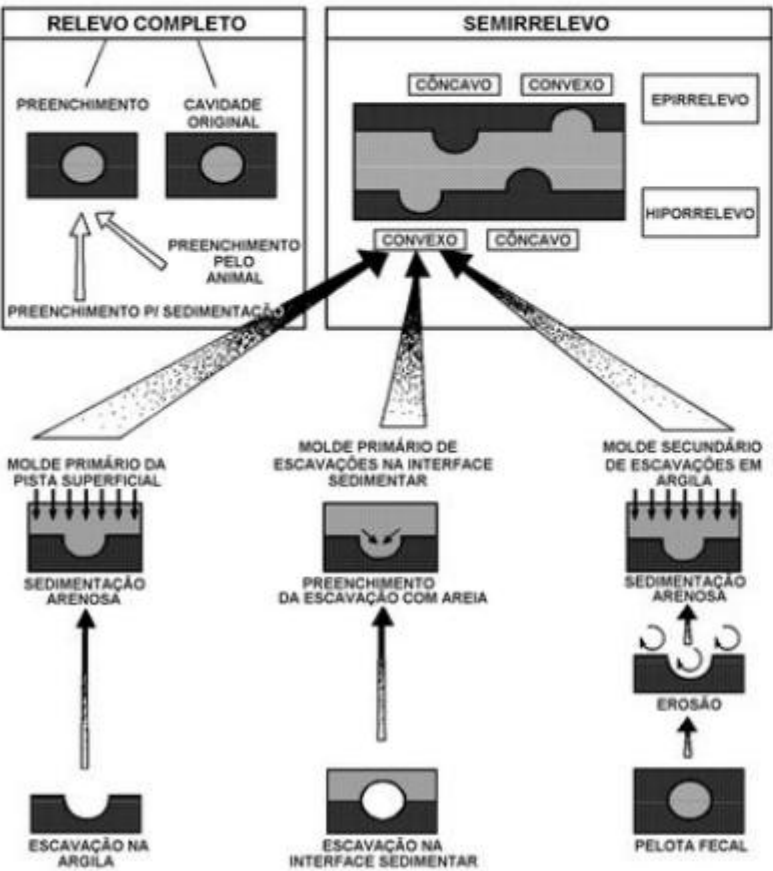 RELEVO COMPLETO
SEMIRRELEVO
PREENCHIMENTO
CAVIDADE
ORIGINAL
PREENCHIMENTO
PELO
ANIMAL
PREENCHIMENTO P/ SEDIMENTAÇÃO
CÔNCAVO
CONVEXO
EPIRRELEVO
HIPORRELEVO
CONVEXO
CÔNCAVO
MOLDE PRIMÁRIO DA
PISTA SUPERFICIAL
SEDIMENTAÇÃO
ARENOSA
ESCAVAÇÃO NA
ARGILA
MOLDE PRIMÁRIO DE
ESCAVAÇÕES NA INTERFACE
SEDIMENTAR
PREENCHIMENTO
DA ESCAVAÇÃO COM AREIA
ESCAVAÇÃO NA
INTERFACE SEDIMENTAR
MOLDE SECUNDÁRIO
DE ESCAVAÇÕES EM
ARGILA
SEDIMENTAÇÃO
ARENOSA
EROSÃO
PELOTA FECAL